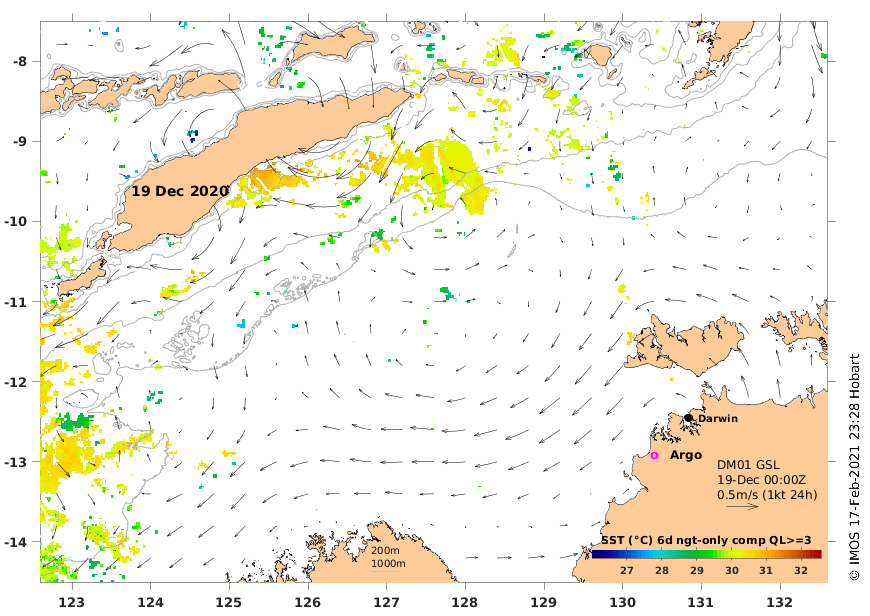 -8
-9
-10
-11
-12
-13
-14
19 Dec 2020
Darwin
Argo
DM01 GSL
19-Dec 00:00Z
0.5m/s (1kt 24h)
SST (°C) 6d ngt-only comp QL>=3
27 28 29 30 31 32
200m
1000m
123 124 125 126 127 128 129 130 131 132
© IMOS 17-Feb-2021 23:28 Hobart